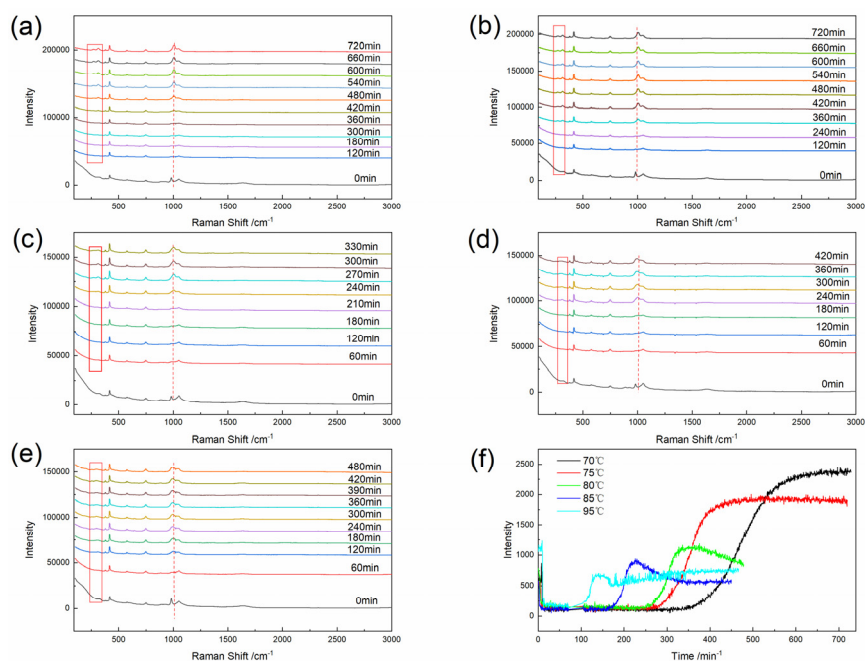 (a)
720min
660min
600min
540min
480min
420min
360min
300min
180min
120min
0min
200000
100000
0
Intensity
500 1000 1500 2000 2500 3000
Raman Shift /cm-1
(b)
720min
660min
600min
540min
480min
420min
360min
240min
120min
0min
200000
150000
100000
50000
0
Intensity
500 1000 1500 2000 2500 3000
Raman Shift /cm-1
(c)
330min
300min
270min
240min
210min
180min
120min
60min
0min
150000
100000
50000
0
Intensity
500 1000 1500 2000 2500 3000
Raman Shift /cm-1
(d)
420min
360min
300min
240min
180min
120min
60min
0min
150000
100000
50000
0
Intensity
500 1000 1500 2000 2500 3000
Raman Shift /cm-1
(e)
480min
420min
390min
360min
300min
240min
180min
120min
60min
0min
150000
100000
50000
0
Intensity
500 1000 1500 2000 2500 3000
Raman Shift /cm-1
(f)
70℃
75℃
80℃
85℃
95℃
2500
2000
1500
1000
500
0
Intensity
0 100 200 300 400 500 600 700
Time /min-1